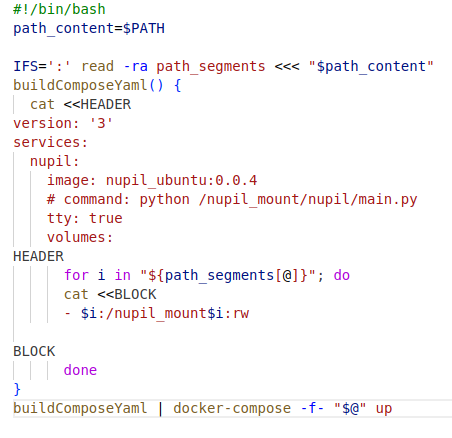 #!/bin/bash
path_content=$PATH

IFS=':' read -ra path_segments <<< "$path_content"
buildComposeYaml() {
  cat <<HEADER
version: '3'
services:
  nupil:
    image: nupil_ubuntu:0.0.4
    # command: python /nupil_mount/nupil/main.py
    tty: true
    volumes:
HEADER
      for i in "${path_segments[@]}"; do
      cat <<BLOCK
      - $i:/nupil_mount$i:rw

BLOCK
      done
}
buildComposeYaml | docker-compose -f- "$@" up